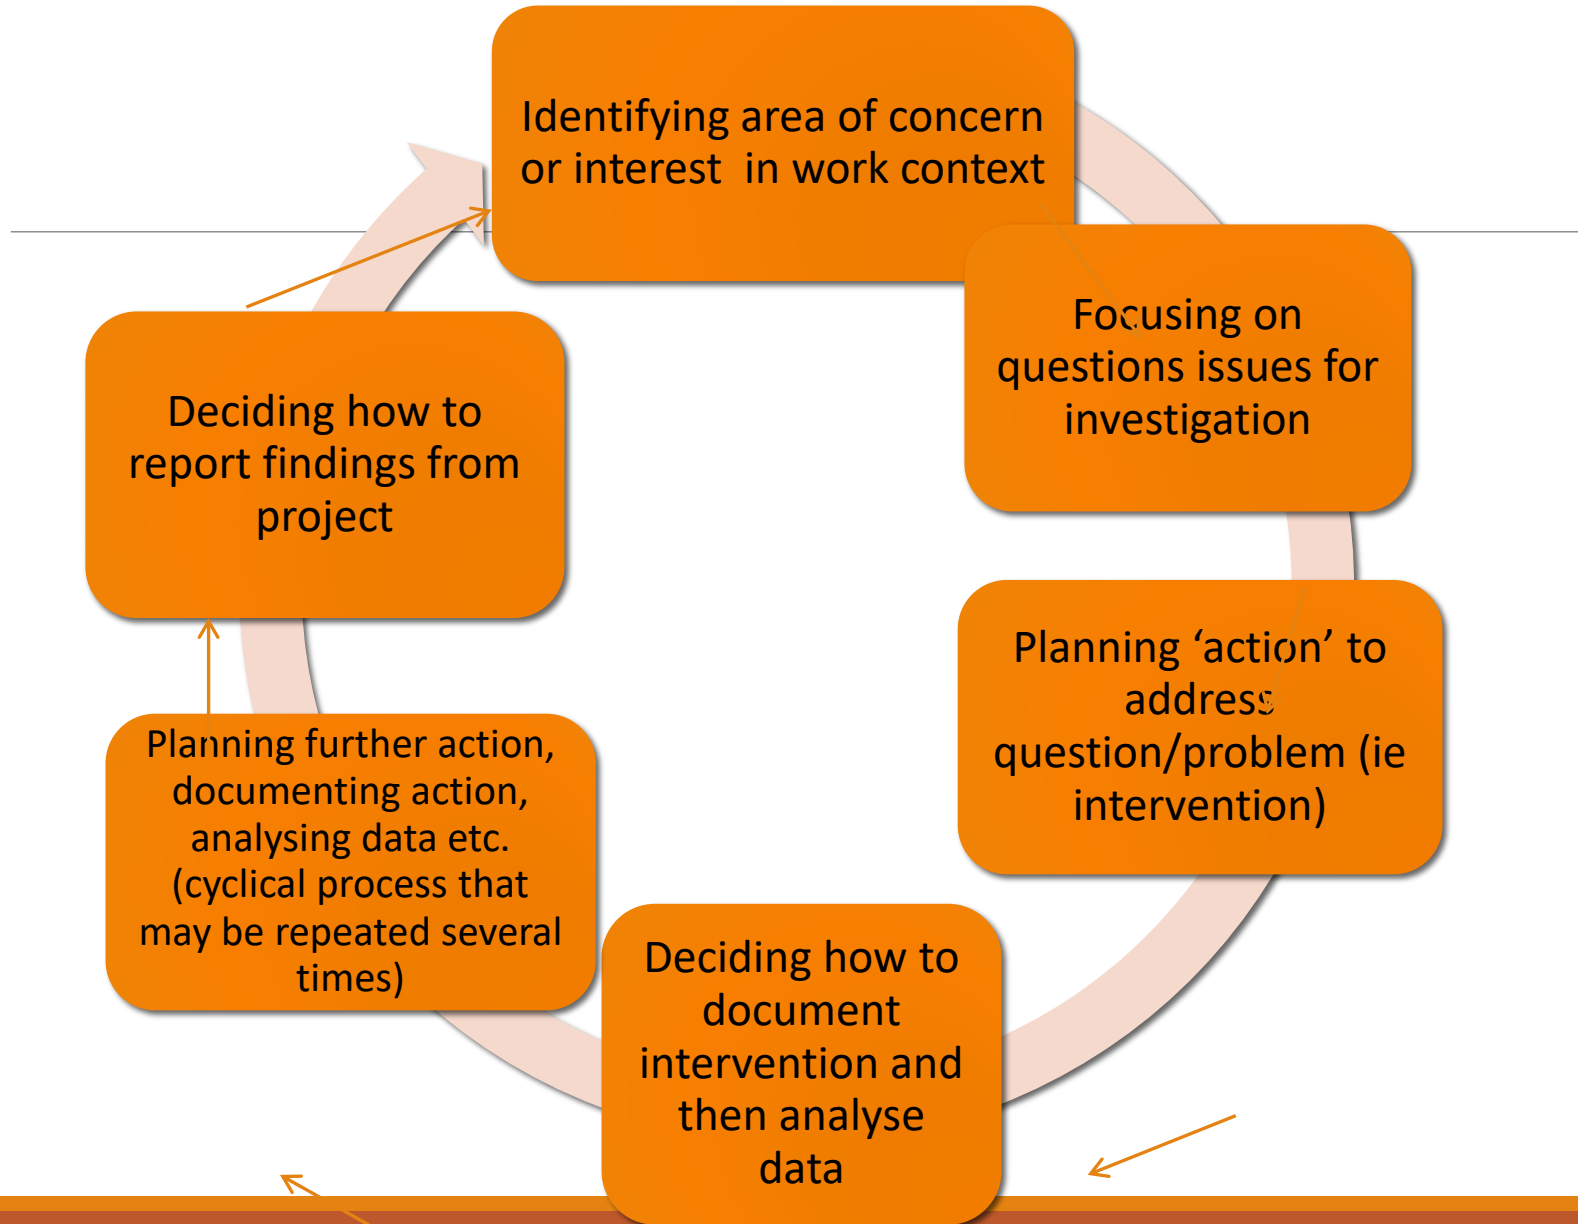 Identifying area of concern
or interest  in work context
Focusing on
questions issues for
investigation
Planning ‘action’ to
address
question/problem (ie
intervention)
Deciding how to
document
intervention and
then analyse
data
Planning further action,
documenting action,
analysing data etc.
(cyclical process that
may be repeated several
times)
Deciding how to
report findings from
project